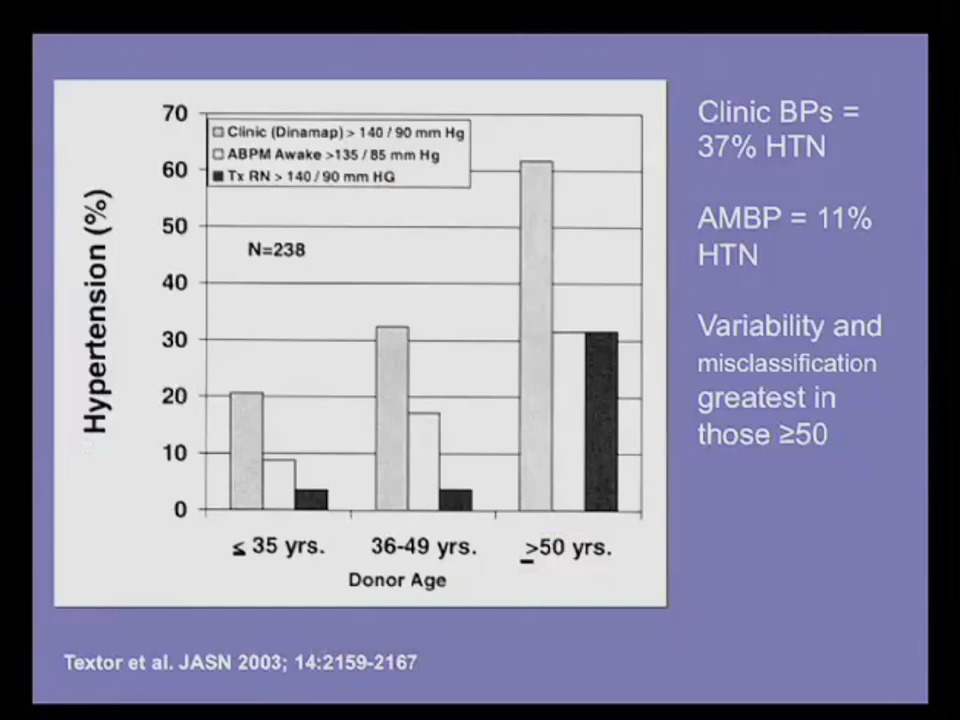 70
60
50
40
30
20
10
0
Hypertension (%)
Clinic (Dinamap) > 140 / 90 mm Hg
ABPM Awake >135 / 85 mm Hg
Tx RN > 140 / 90 mm HG
N=238
≤ 35 yrs.
36-49 yrs.
≥50 yrs.
Donor Age
Clinic BPs =
37% HTN
AMBP = 11%
HTN
Variability and
misclassification
greatest in
those ≥50
Textor et al. JASN 2003; 14:2159-2167